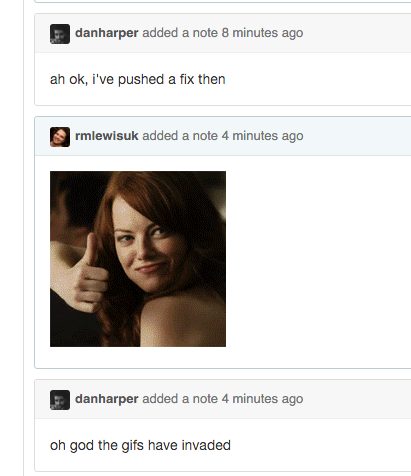 danharper added a note 8 minutes ago
ah ok, i've pushed a fix then
rmlewisuk added a note 4 minutes ago
danharper added a note 4 minutes ago
oh god the gifs have invaded